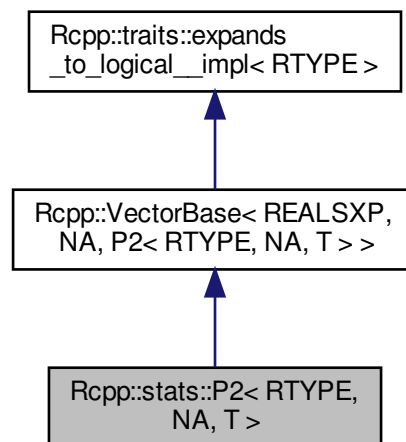 Rcpp::traits::expands
_to_logical__impl< RTYPE >
Rcpp::VectorBase< REALSXP,
NA, P2< RTYPE, NA, T > >
Rcpp::stats::P2< RTYPE,
NA, T >